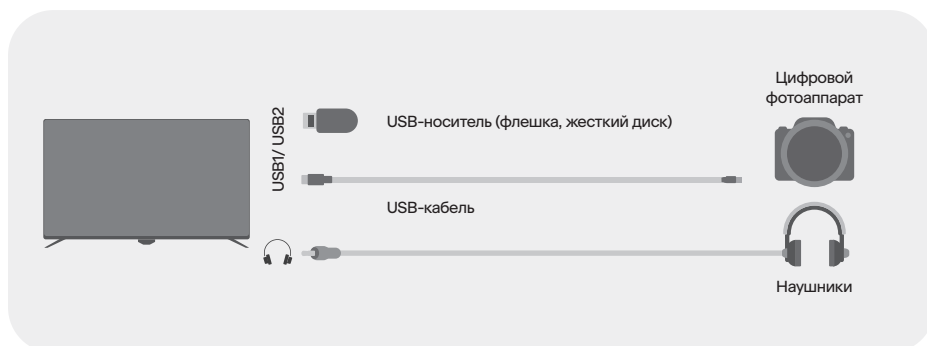 Цифровой
фотоаппарат
USB1/ USB2
USB-носитель (флешка, жесткий диск)
USB-кабель
Наушники